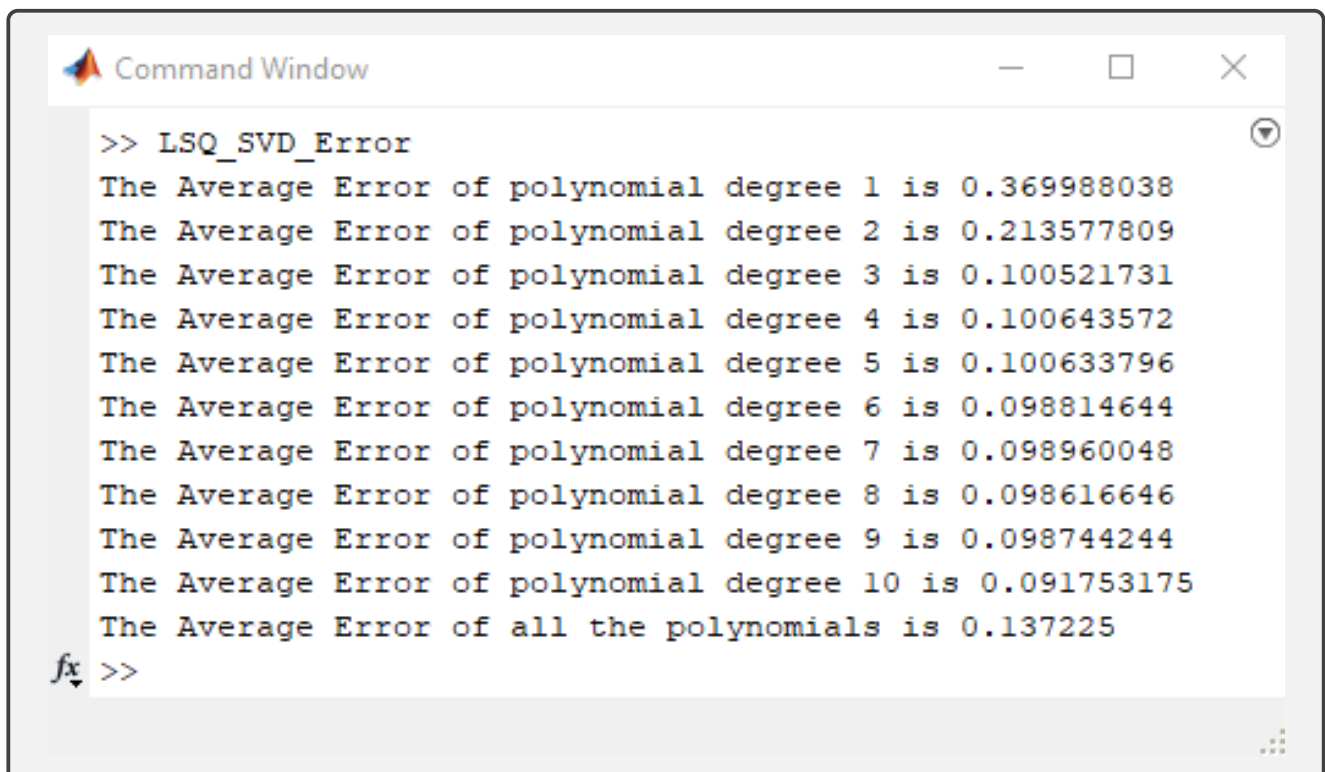 Command Window
>> LSQ_SVD_Error
The Average Error of polynomial degree 1 is 0.369988038
The Average Error of polynomial degree 2 is 0.213577809
The Average Error of polynomial degree 3 is 0.100521731
The Average Error of polynomial degree 4 is 0.100643572
The Average Error of polynomial degree 5 is 0.100633796
The Average Error of polynomial degree 6 is 0.098814644
The Average Error of polynomial degree 7 is 0.098960048
The Average Error of polynomial degree 8 is 0.098616646
The Average Error of polynomial degree 9 is 0.098744244
The Average Error of polynomial degree 10 is 0.091753175
The Average Error of all the polynomials is 0.137225
fx >>